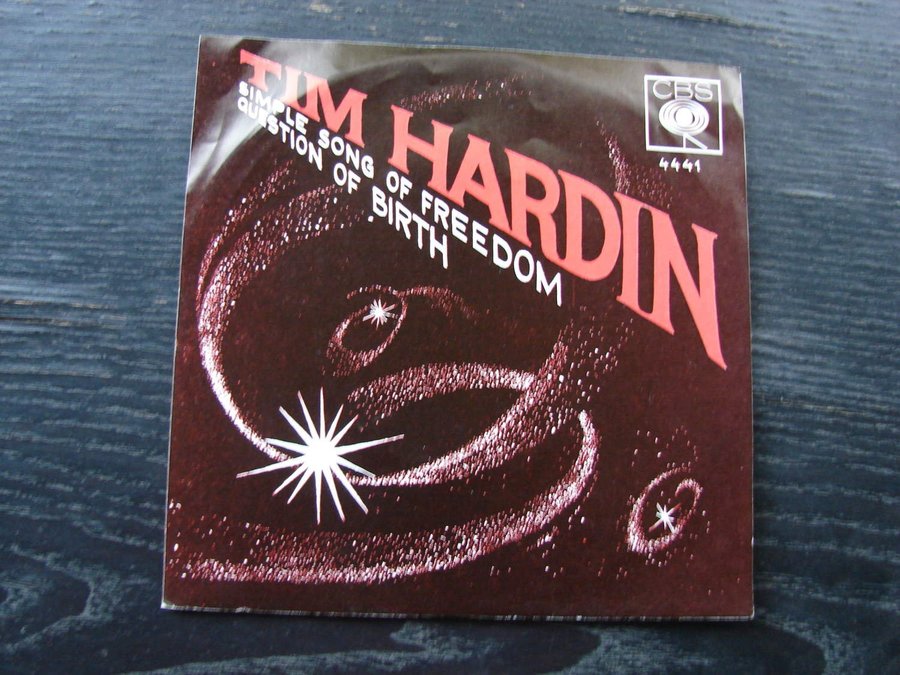 TIM HARDIN
SIMPLE SONG OF FREEDOM
QUESTION OF BIRTH
CBS
4441